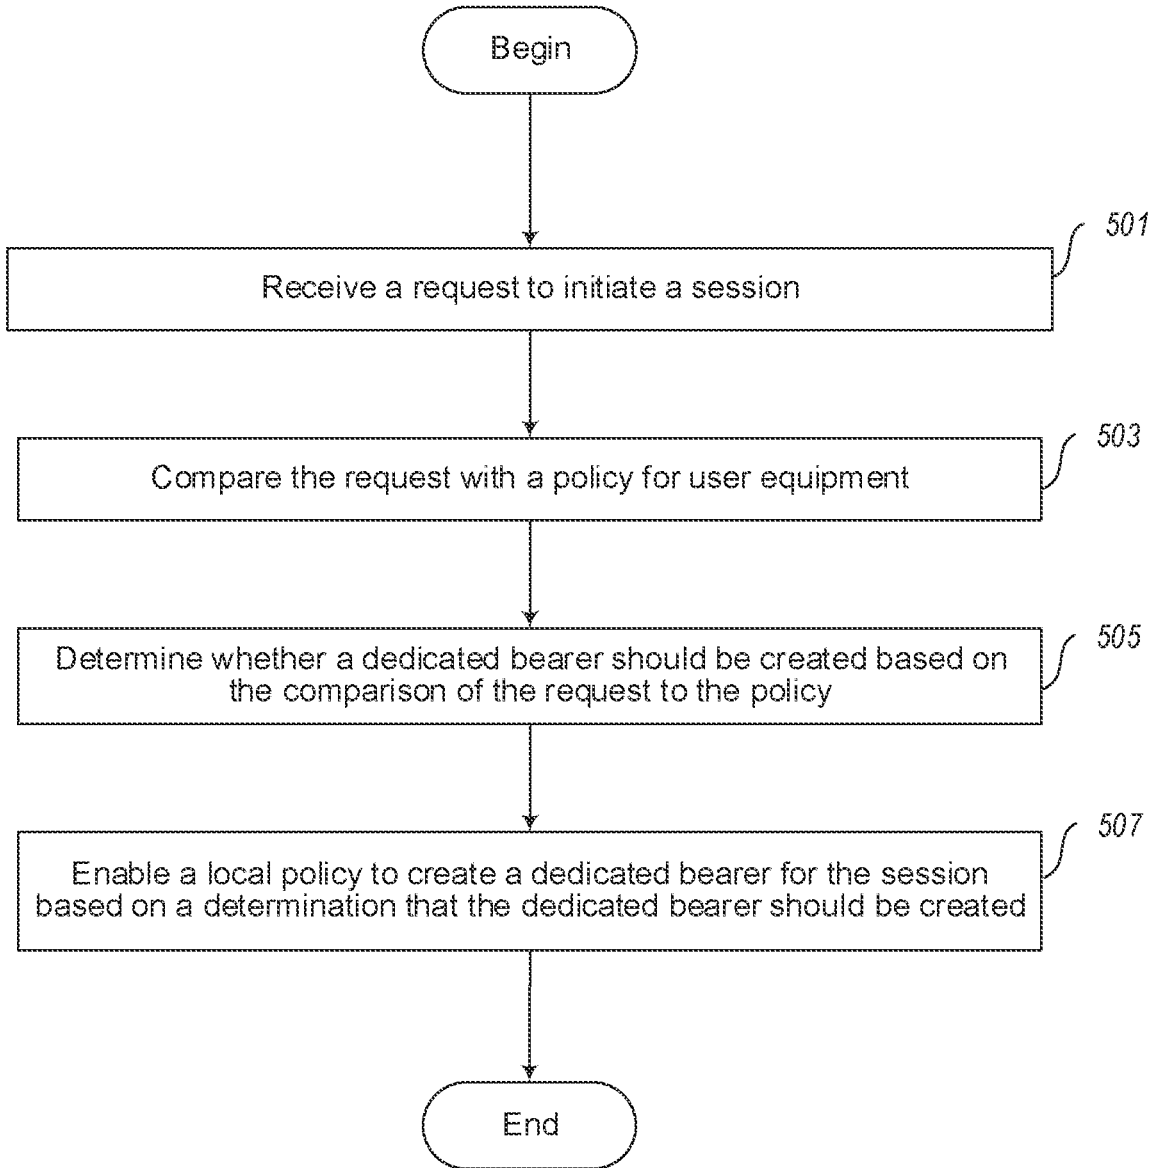 Begin
501
Receive a request to initiate a session
503
Compare the request with a policy for user equipment
505
Determine whether a dedicated bearer should be created based on
the comparison of the request to the policy
507
Enable a local policy to create a dedicated bearer for the session
based on a determination that the dedicated bearer should be created
End